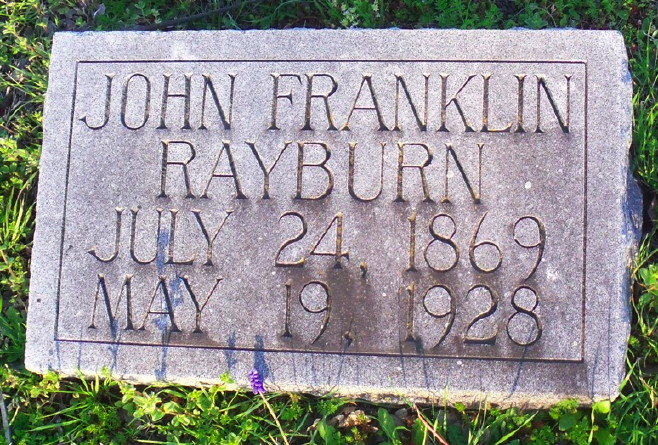 JOHN FRANKLIN
RAYBURN
JULY 24, 1869
MAY 19, 1928